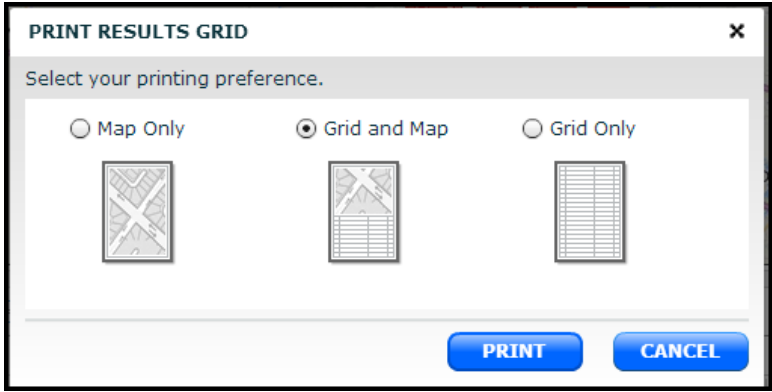 PRINT RESULTS GRID
Select your printing preference.
Map Only Grid and Map Grid Only
PRINT CANCEL